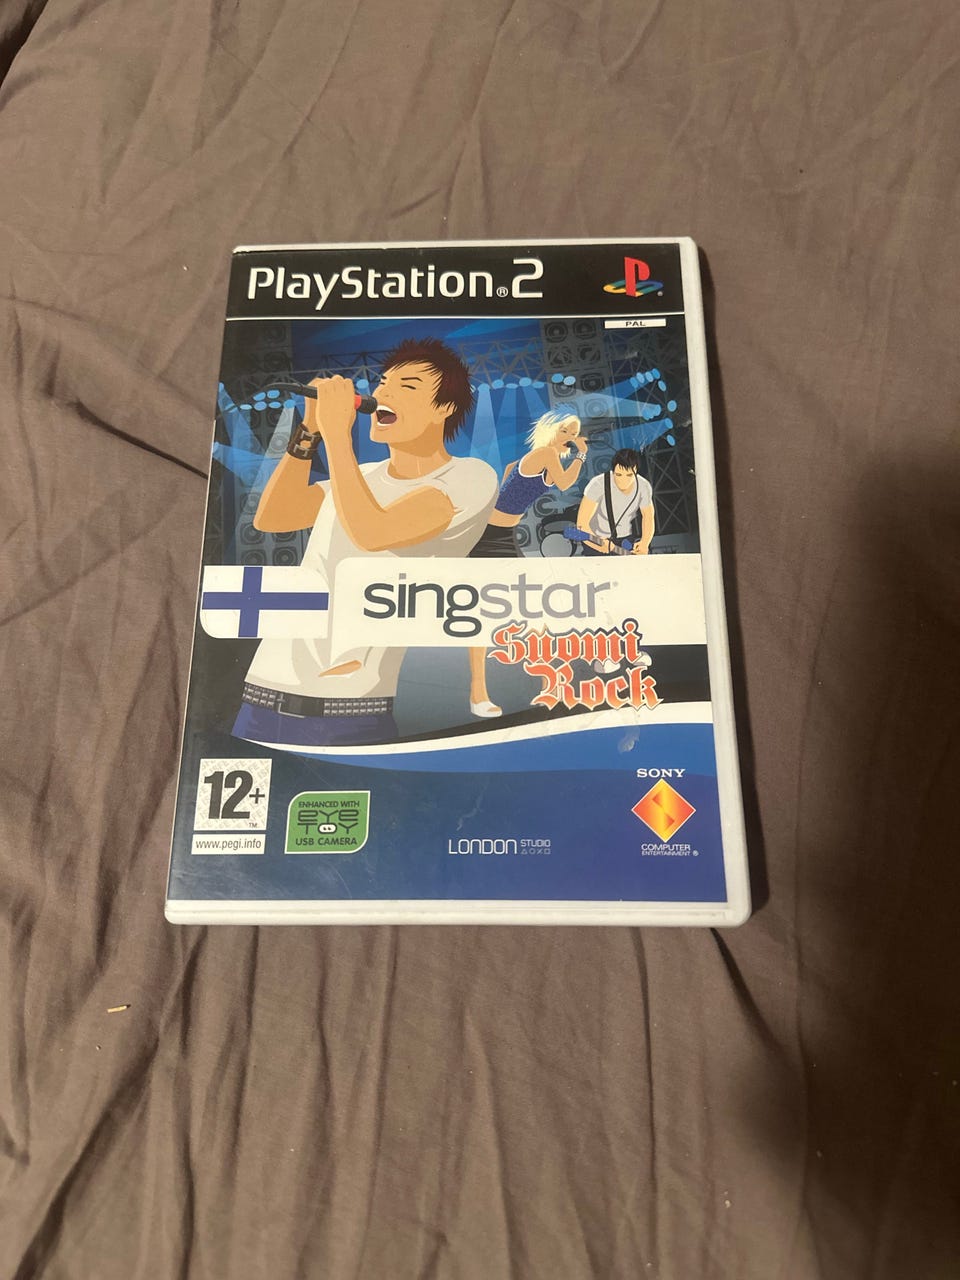 PlayStation®2
PAL
singstar®
Suomi
Rock
12+
TM
www.pegi.info
ENHANCED WITH
EYE
TOY
USB CAMERA
LONDON STUDIO
SONY
COMPUTER
ENTERTAINMENT ®